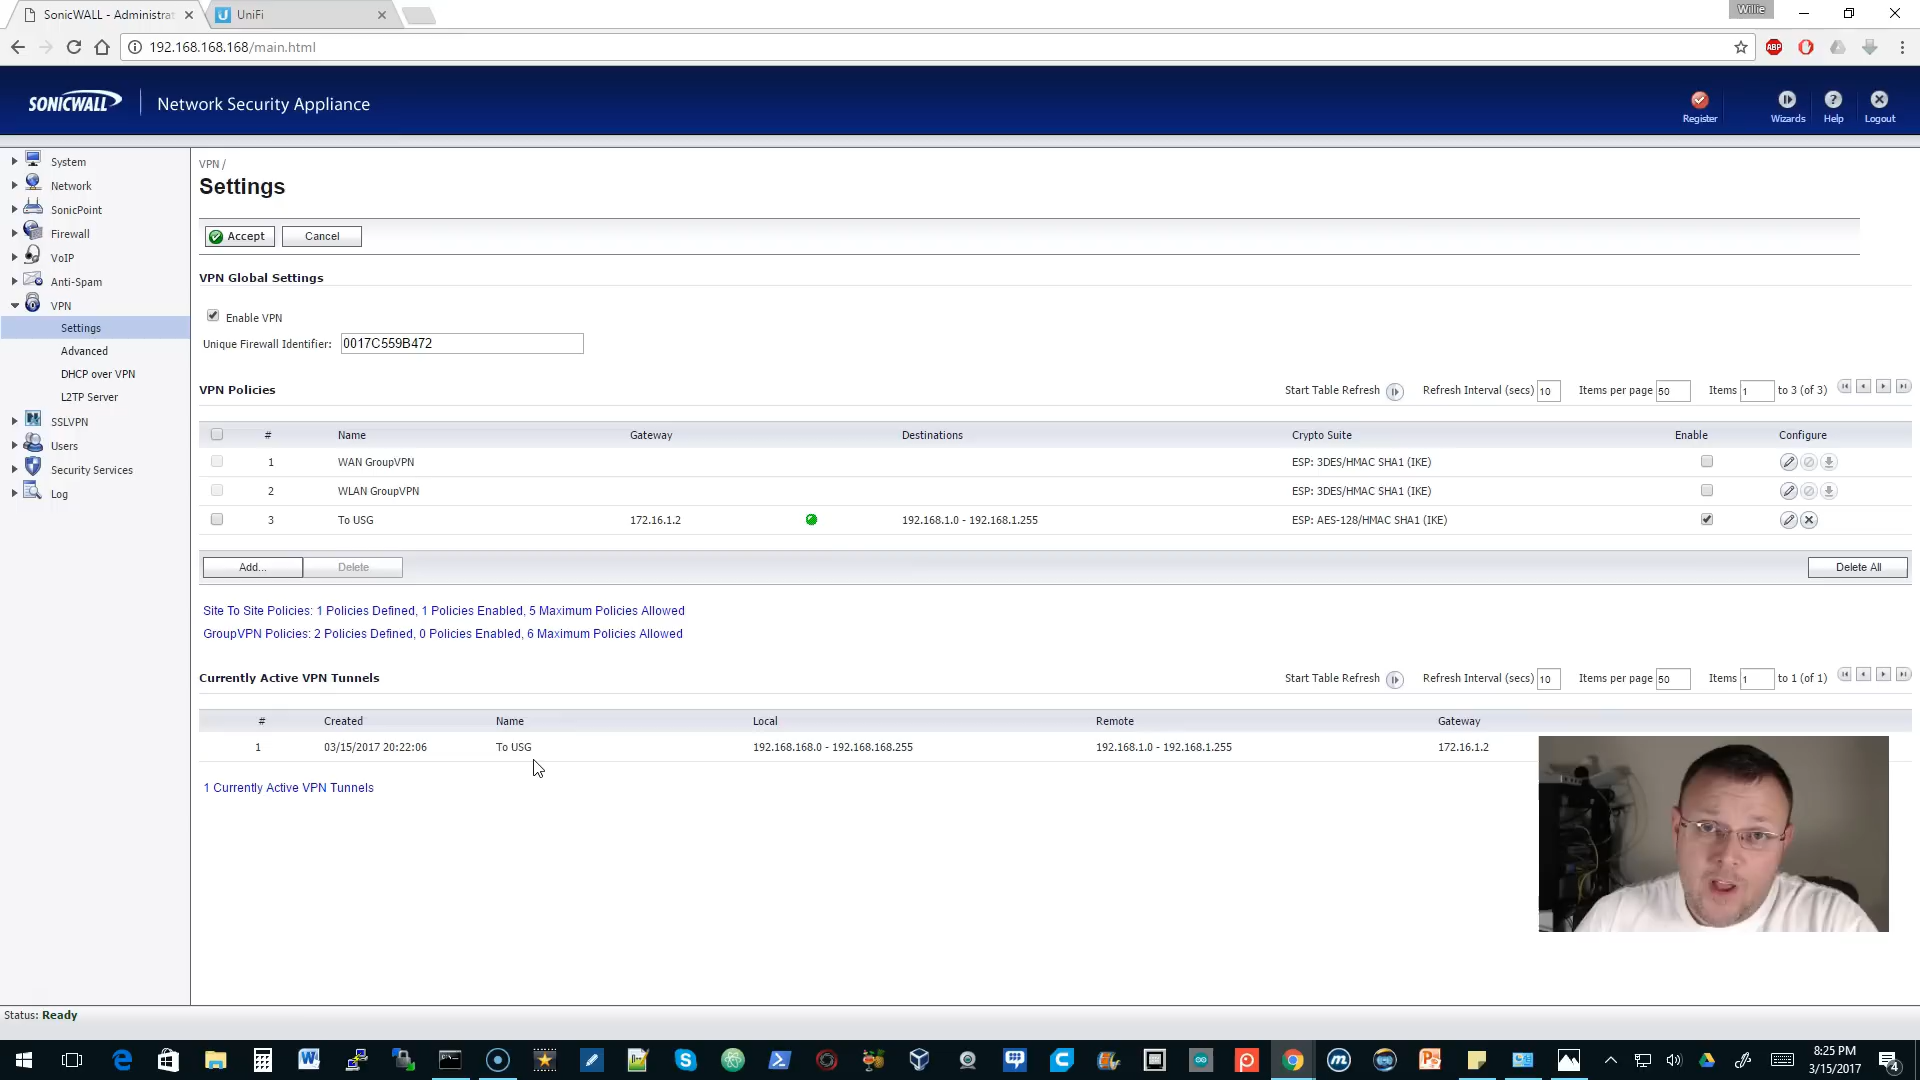 SonicWALL - Administrat
UniFi
Willie
192.168.168.168/main.html
ABP
SONICWALL
Network Security Appliance
Register
Wizards
Help
Logout
System
Network
SonicPoint
Firewall
VoIP
Anti-Spam
VPN
Settings
Advanced
DHCP over VPN
L2TP Server
SSLVPN
Users
Security Services
Log
VPN /
Settings
Accept Cancel
VPN Global Settings
Enable VPN
Unique Firewall Identifier: 0017C559B472
VPN Policies Start Table Refresh Refresh Interval (secs) 10 Items per page 50 Items 1 to 3 (of 3)
# Name Gateway Destinations Crypto Suite Enable Configure
1 WAN GroupVPN ESP: 3DES/HMAC SHA1 (IKE)
2 WLAN GroupVPN ESP: 3DES/HMAC SHA1 (IKE)
3 To USG 172.16.1.2 192.168.1.0 - 192.168.1.255 ESP: AES-128/HMAC SHA1 (IKE)
Add... Delete Delete All
Site To Site Policies: 1 Policies Defined, 1 Policies Enabled, 5 Maximum Policies Allowed
GroupVPN Policies: 2 Policies Defined, 0 Policies Enabled, 6 Maximum Policies Allowed
Currently Active VPN Tunnels Start Table Refresh Refresh Interval (secs) 10 Items per page 50 Items 1 to 1 (of 1)
# Created Name Local Remote Gateway
1 03/15/2017 20:22:06 To USG 192.168.168.0 - 192.168.168.255 192.168.1.0 - 192.168.1.255 172.16.1.2
1 Currently Active VPN Tunnels
Status: Ready
8:25 PM
3/15/2017
4